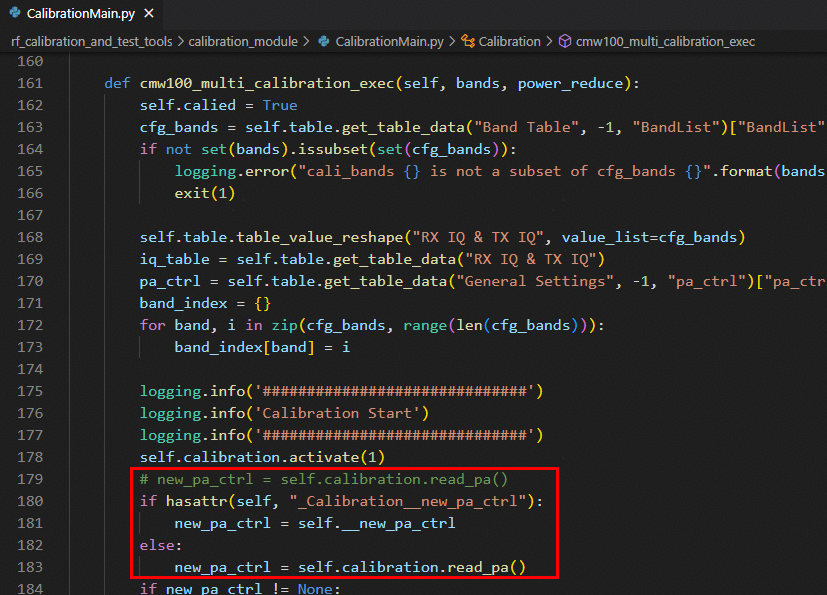 CalibrationMain.py ×
rf_calibration_and_test_tools > calibration_module > CalibrationMain.py > Calibration > cmw100_multi_calibration_exec
160
161 def cmw100_multi_calibration_exec(self, bands, power_reduce):
162 self.calied = True
163 cfg_bands = self.table.get_table_data("Band Table", -1, "BandList")["BandList"
164 if not set(bands).issubset(set(cfg_bands)):
165 logging.error("cali_bands {} is not a subset of cfg_bands {}".format(bands
166 exit(1)
167
168 self.table.table_value_reshape("RX IQ & TX IQ", value_list=cfg_bands)
169 iq_table = self.table.get_table_data("RX IQ & TX IQ")
170 pa_ctrl = self.table.get_table_data("General Settings", -1, "pa_ctrl")["pa_ctr
171 band_index = {}
172 for band, i in zip(cfg_bands, range(len(cfg_bands))):
173 band_index[band] = i
174
175 logging.info('##############################')
176 logging.info('Calibration Start')
177 logging.info('##############################')
178 self.calibration.activate(1)
179 # new_pa_ctrl = self.calibration.read_pa()
180 if hasattr(self, "_Calibration__new_pa_ctrl"):
181 new_pa_ctrl = self.__new_pa_ctrl
182 else:
183 new_pa_ctrl = self.calibration.read_pa()
184 if new_pa_ctrl != None: